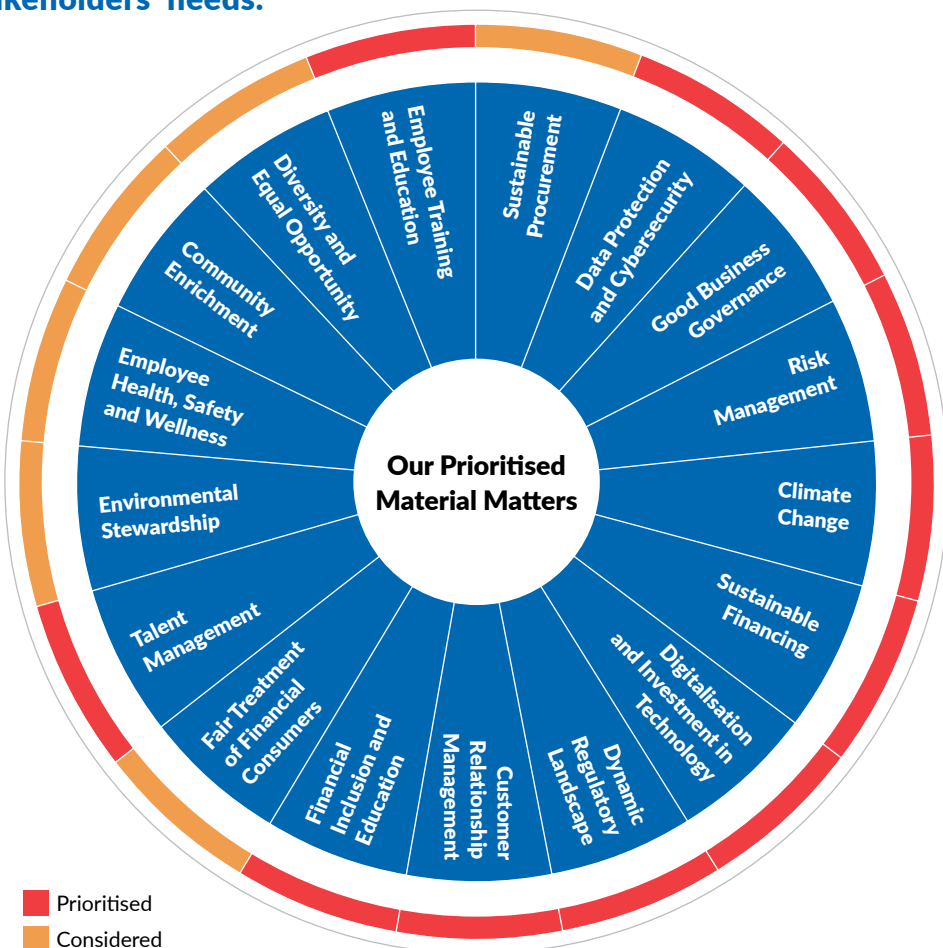 needs.
Employee Training
and Education
Sustainable
Procurement
Data Protection
and Cybersecurity
Good Business
Governance
Risk
Management
Climate
Change
Sustainable
Financing
Digitalisation
and Investment in
Technology
Dynamic
Regulatory
Landscape
Customer
Relationship
Management
Financial
Inclusion and
Education
Fair Treatment
of Financial
Consumers
Talent
Management
Environmental
Stewardship
Employee
Health, Safety
and Wellness
Community
Enrichment
Diversity and
Equal Opportunity
Our Prioritised
Material Matters
Prioritised
Considered